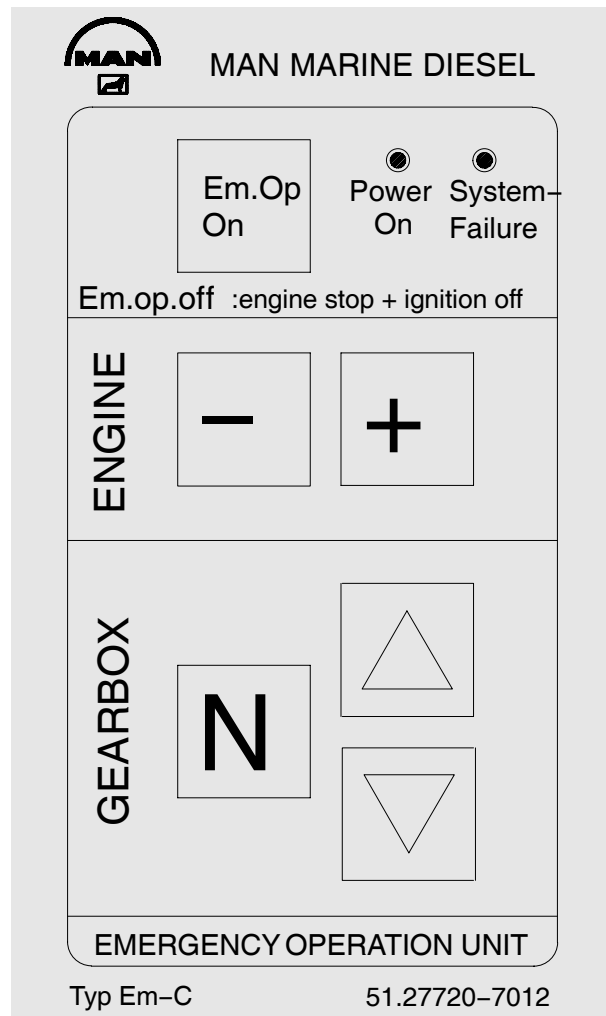 MAN
MAN MARINE DIESEL
Em.Op
On
Power
On
System–
Failure
Em.op.off :engine stop + ignition off
ENGINE
–
+
GEARBOX
N
EMERGENCY OPERATION UNIT
Typ Em–C 51.27720–7012